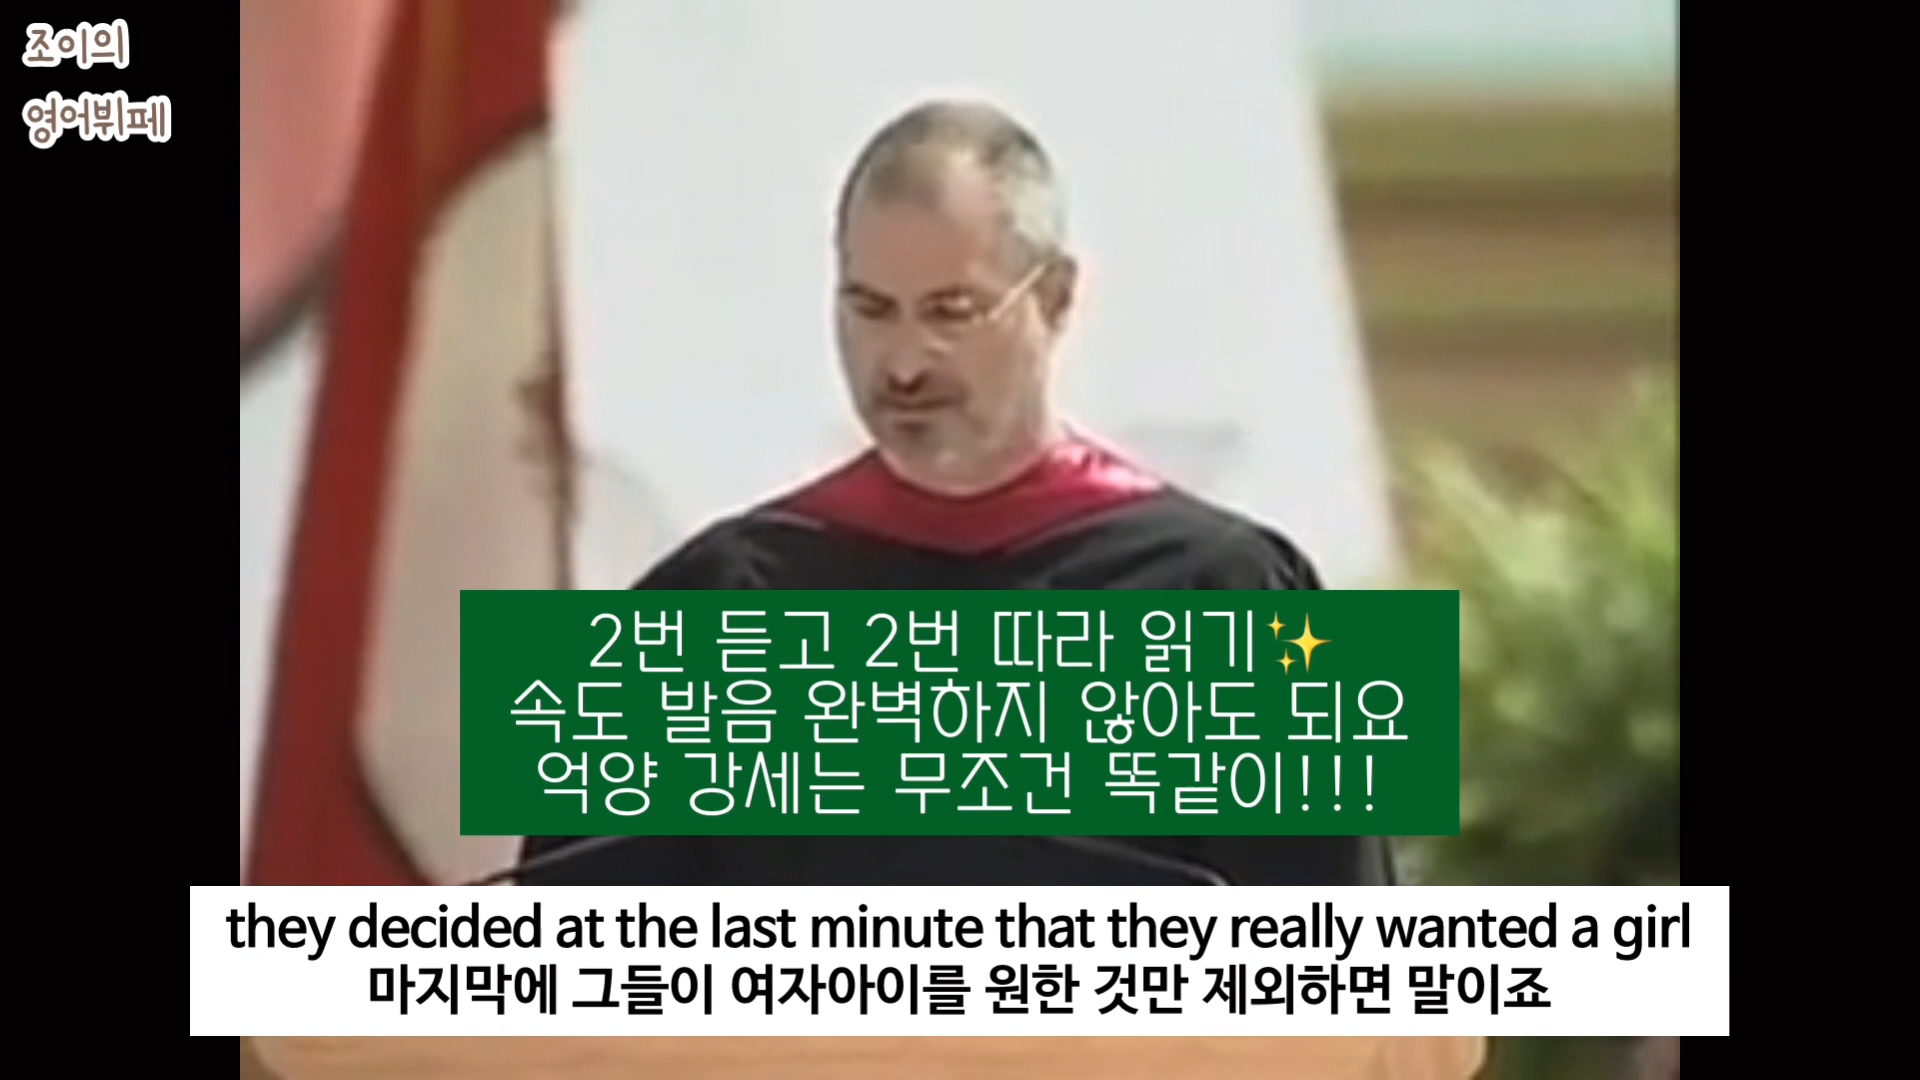 조이의
영어뷔페
2번 듣고 2번 따라 읽기✨
속도 발음 완벽하지 않아도 되요
억양 강세는 무조건 똑같이!!!
they decided at the last minute that they really wanted a girl
마지막에 그들이 여자아이를 원한 것만 제외하면 말이죠